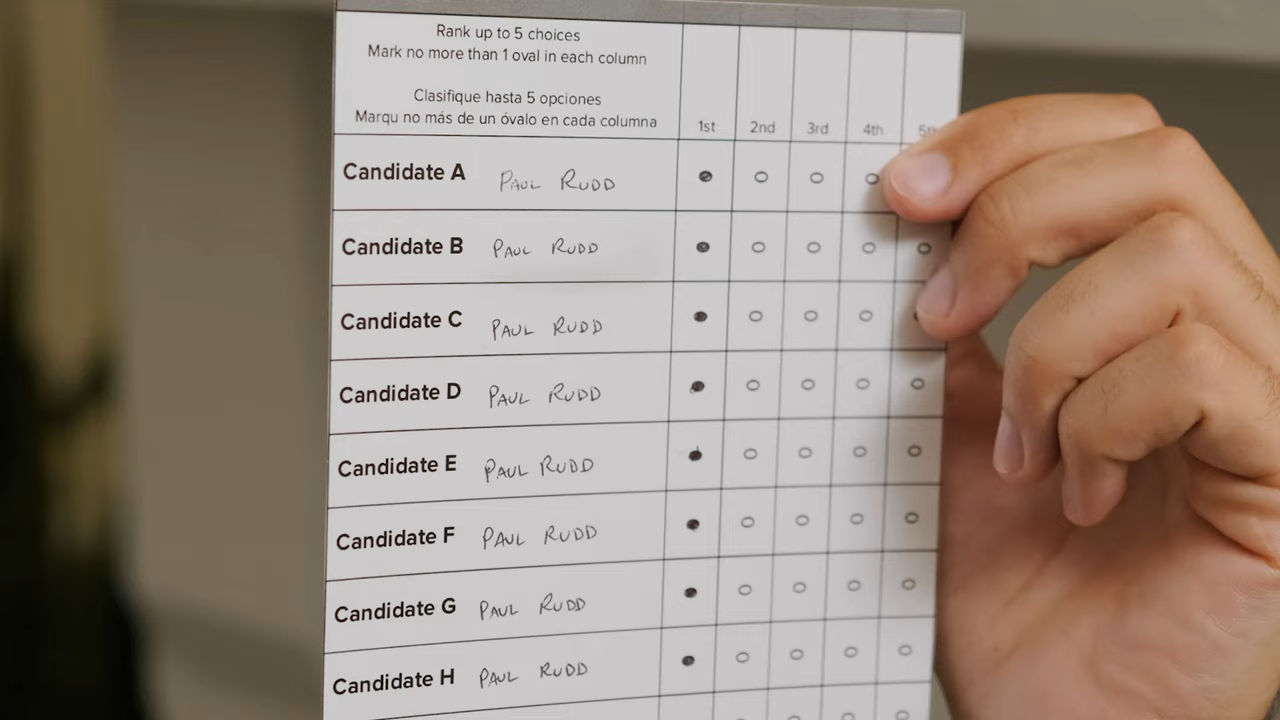 Rank up to 5 choices
Mark no more than 1 oval in each column
Clasifique hasta 5 opciones
Marqu no más de un óvalo en cada columna
1st 2nd 3rd 4th
Candidate A PAUL RUDD
Candidate B PAUL RUDD
Candidate C PAUL RUDD
Candidate D PAUL RUDD
Candidate E PAUL RUDD
Candidate F PAUL RUDD
Candidate G PAUL RUDD
Candidate H PAUL RUDD